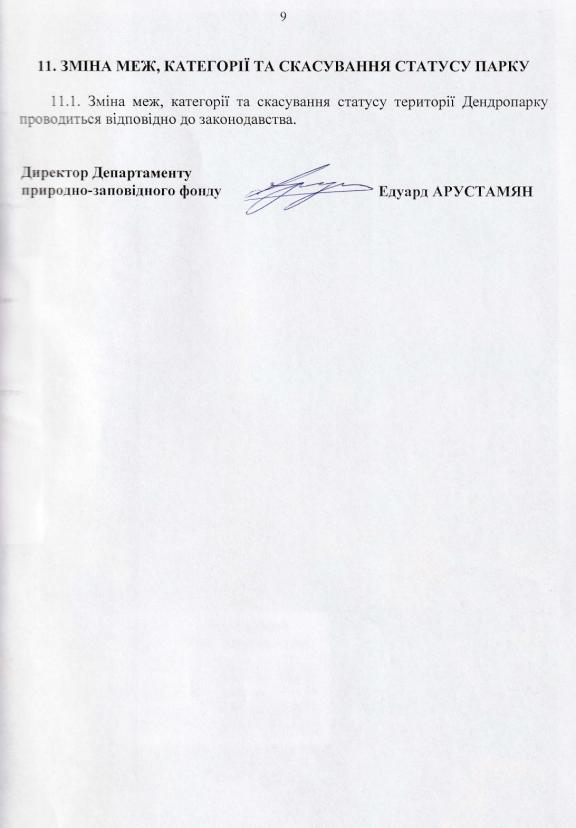 9
11. ЗМІНА МЕЖ, КАТЕГОРІЇ ТА СКАСУВАННЯ СТАТУСУ ПАРКУ
11.1. Зміна меж, категорії та скасування статусу території Дендропарку
проводиться відповідно до законодавства.
Директор Департаменту
природно-заповідного фонду Едуард АРУСТАМЯН